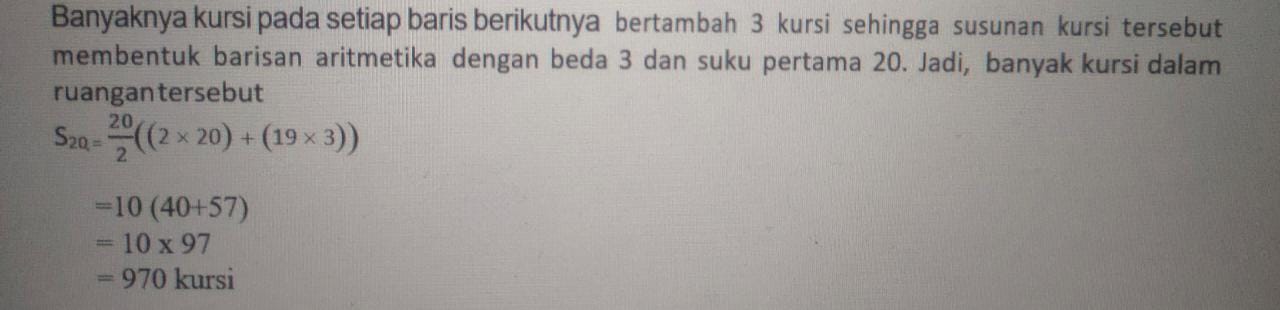 Banyaknya kursi pada setiap baris berikutnya bertambah 3 kursi sehingga susunan kursi tersebut
membentuk barisan aritmetika dengan beda 3 dan suku pertama 20. Jadi, banyak kursi dalam
ruangantersebut
S₂₀ = 20/2((2 × 20) + (19 × 3))
=10 (40+57)
= 10 x 97
= 970 kursi